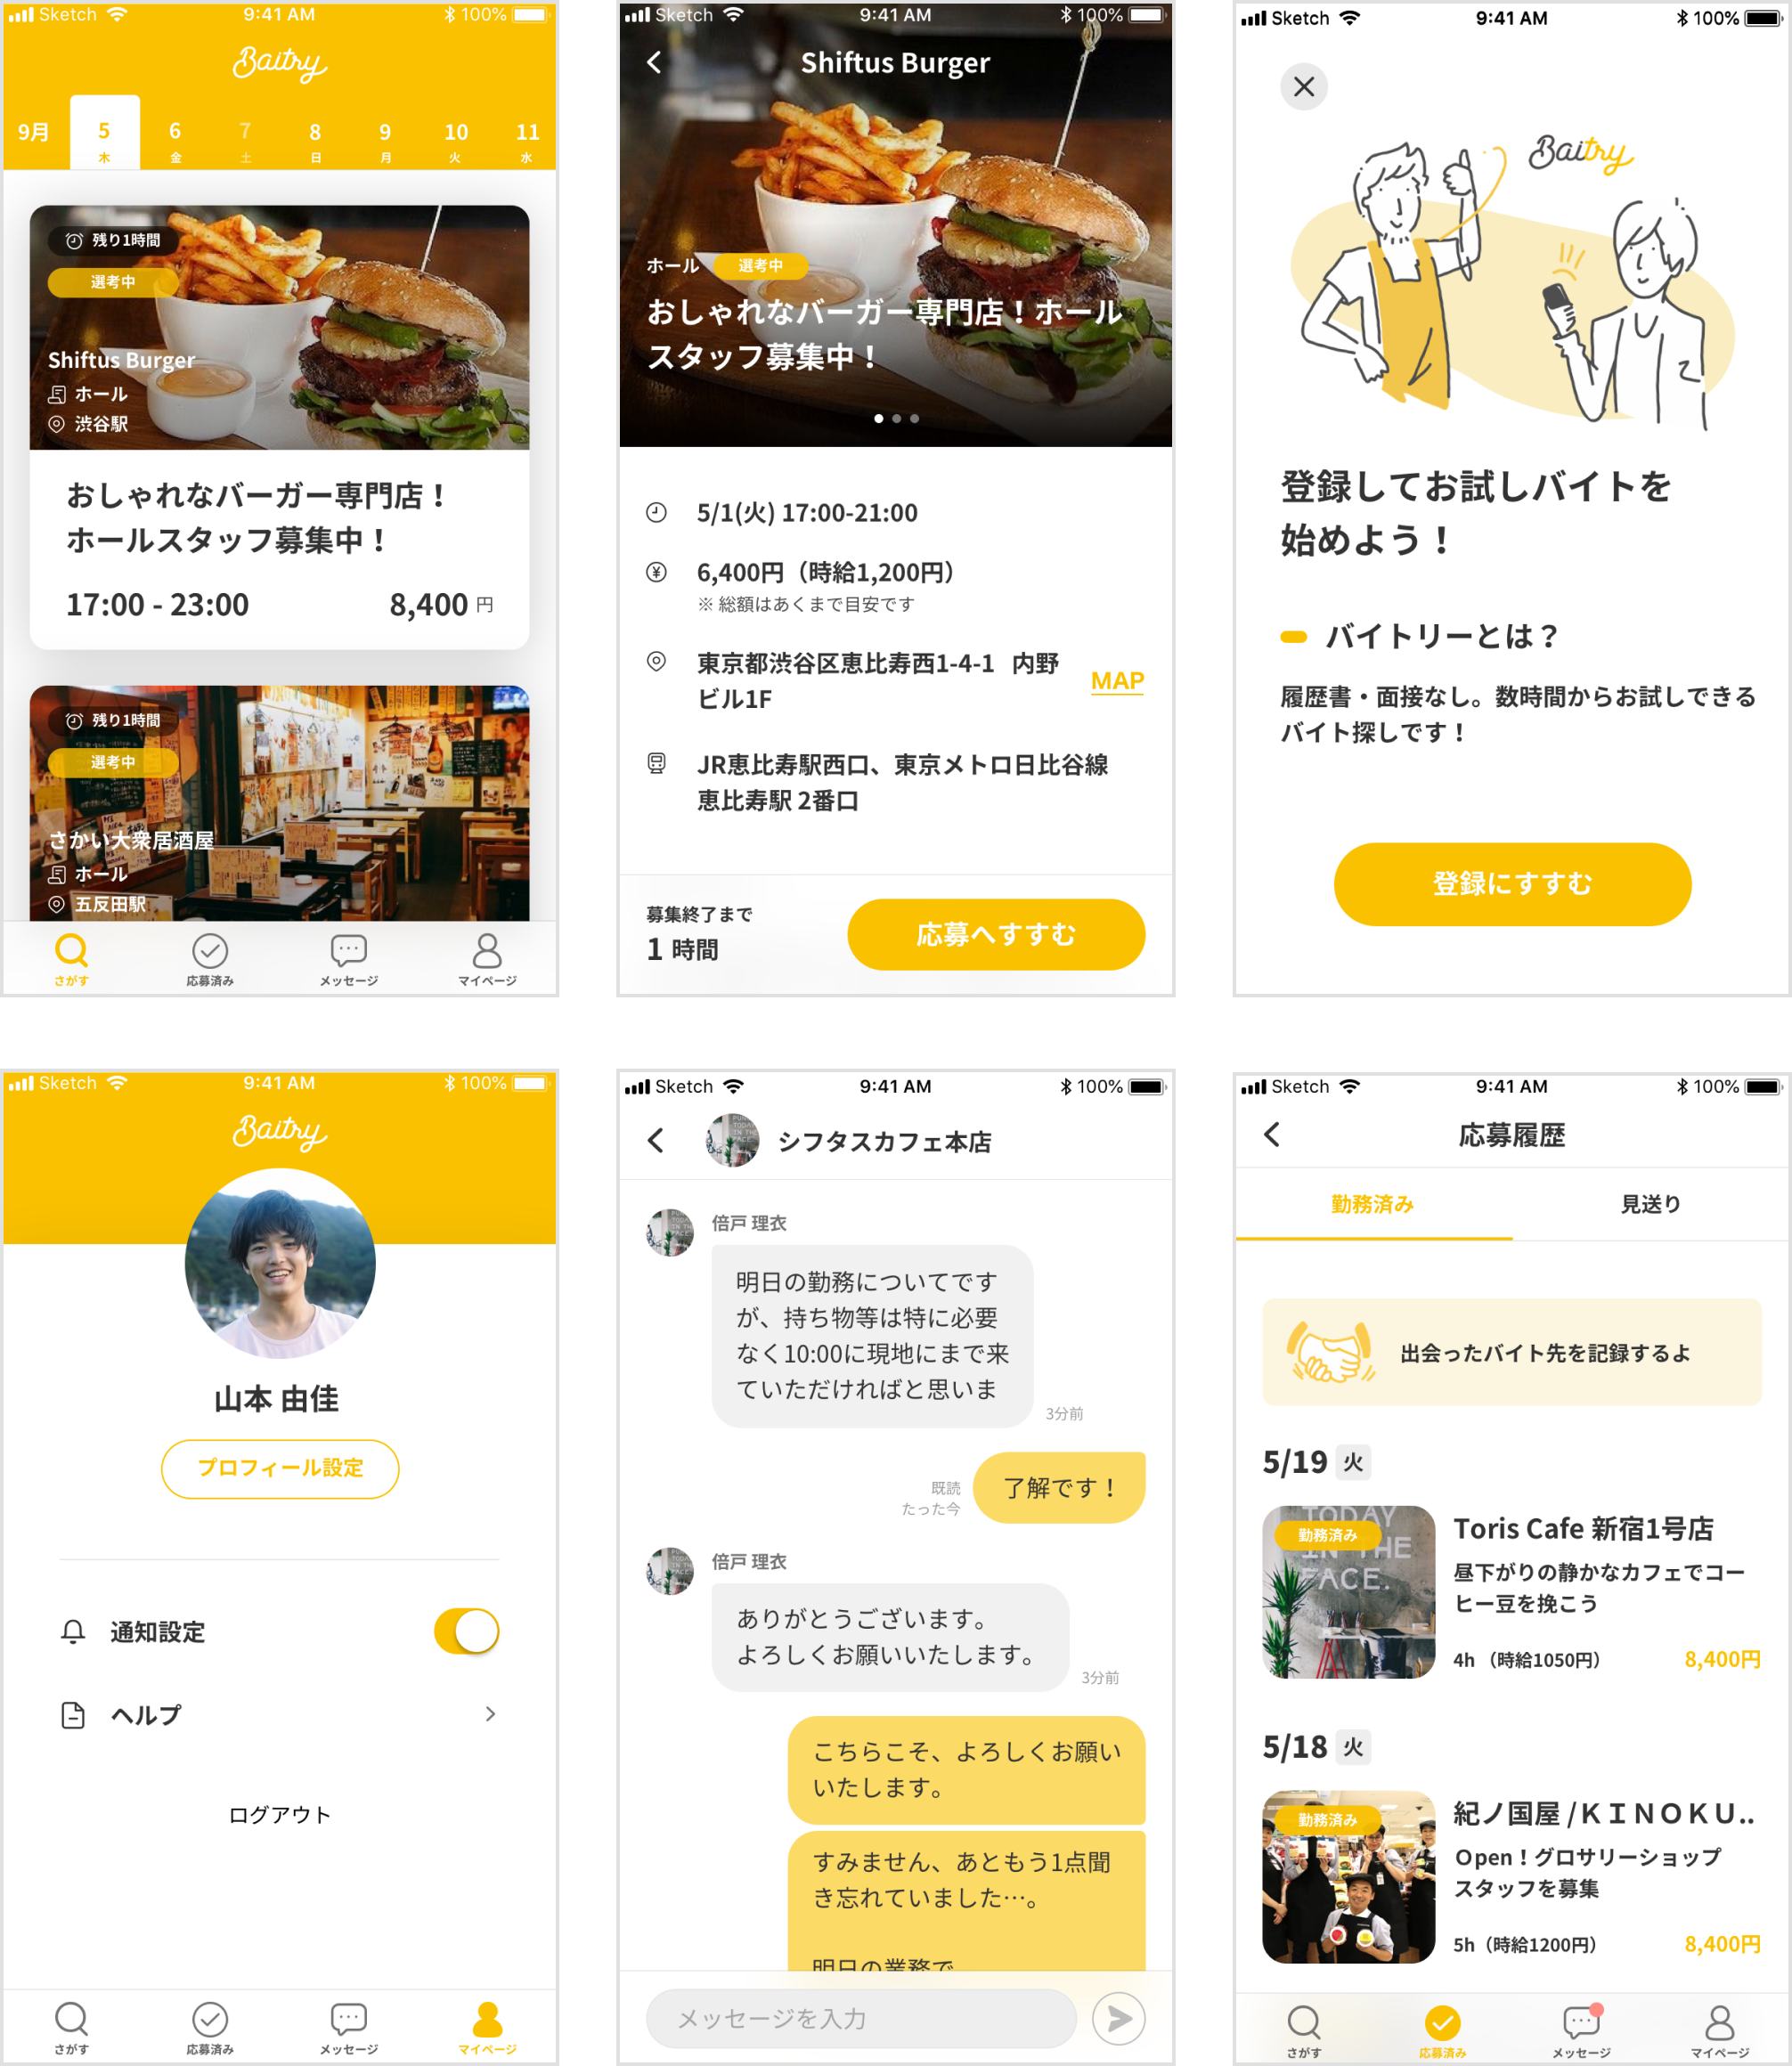 Sketch 9:41 AM 100%
Baitry
9月 5 6 7 8 9 10 11
木 金 土 日 月 火 水
残り1時間
選考中
Shiftus Burger
ホール
渋谷駅
おしゃれなバーガー専門店!
ホールスタッフ募集中!
17:00 - 23:00 8,400 円
残り1時間
選考中
さかい大衆居酒屋
ホール
五反田駅
さがす 応募済み メッセージ マイページ
Sketch 9:41 AM 100%
Shiftus Burger
ホール 選考中
おしゃれなバーガー専門店!ホール
スタッフ募集中!
5/1(火) 17:00-21:00
6,400円(時給1,200円)
※ 総額はあくまで目安です
東京都渋谷区恵比寿西1-4-1 内野
ビル1F
MAP
JR恵比寿駅西口、東京メトロ日比谷線
恵比寿駅 2番口
募集終了まで
1 時間
応募へすすむ
Sketch 9:41 AM 100%
Baitry
登録してお試しバイトを
始めよう!
バイトリーとは?
履歴書・面接なし。数時間からお試しできる
バイト探しです!
登録にすすむ
Sketch 9:41 AM 100%
Baitry
山本 由佳
プロフィール設定
通知設定
ヘルプ
ログアウト
さがす 応募済み メッセージ マイページ
Sketch 9:41 AM 100%
シフタスカフェ本店
倍戸 理衣
明日の勤務についてです
が、持ち物等は特に必要
なく10:00に現地にまで来
ていただければと思いま
3分前
既読
たった今
了解です!
倍戸 理衣
ありがとうございます。
よろしくお願いいたします。
3分前
こちらこそ、よろしくお願い
いたします。
すみません、あともう1点聞
き忘れていました…。
明日の業務で
メッセージを入力
Sketch 9:41 AM 100%
応募履歴
勤務済み 見送り
出会ったバイト先を記録するよ
5/19 火
勤務済み
TODAY
IN THE
FACE.
Toris Cafe 新宿1号店
昼下がりの静かなカフェでコー
ヒー豆を挽こう
4h (時給1050円) 8,400円
5/18 火
勤務済み
紀ノ国屋 / K I N O K U ..
Open!グロサリーショップ
スタッフを募集
5h (時給1200円) 8,400円
さがす 応募済み メッセージ マイページ